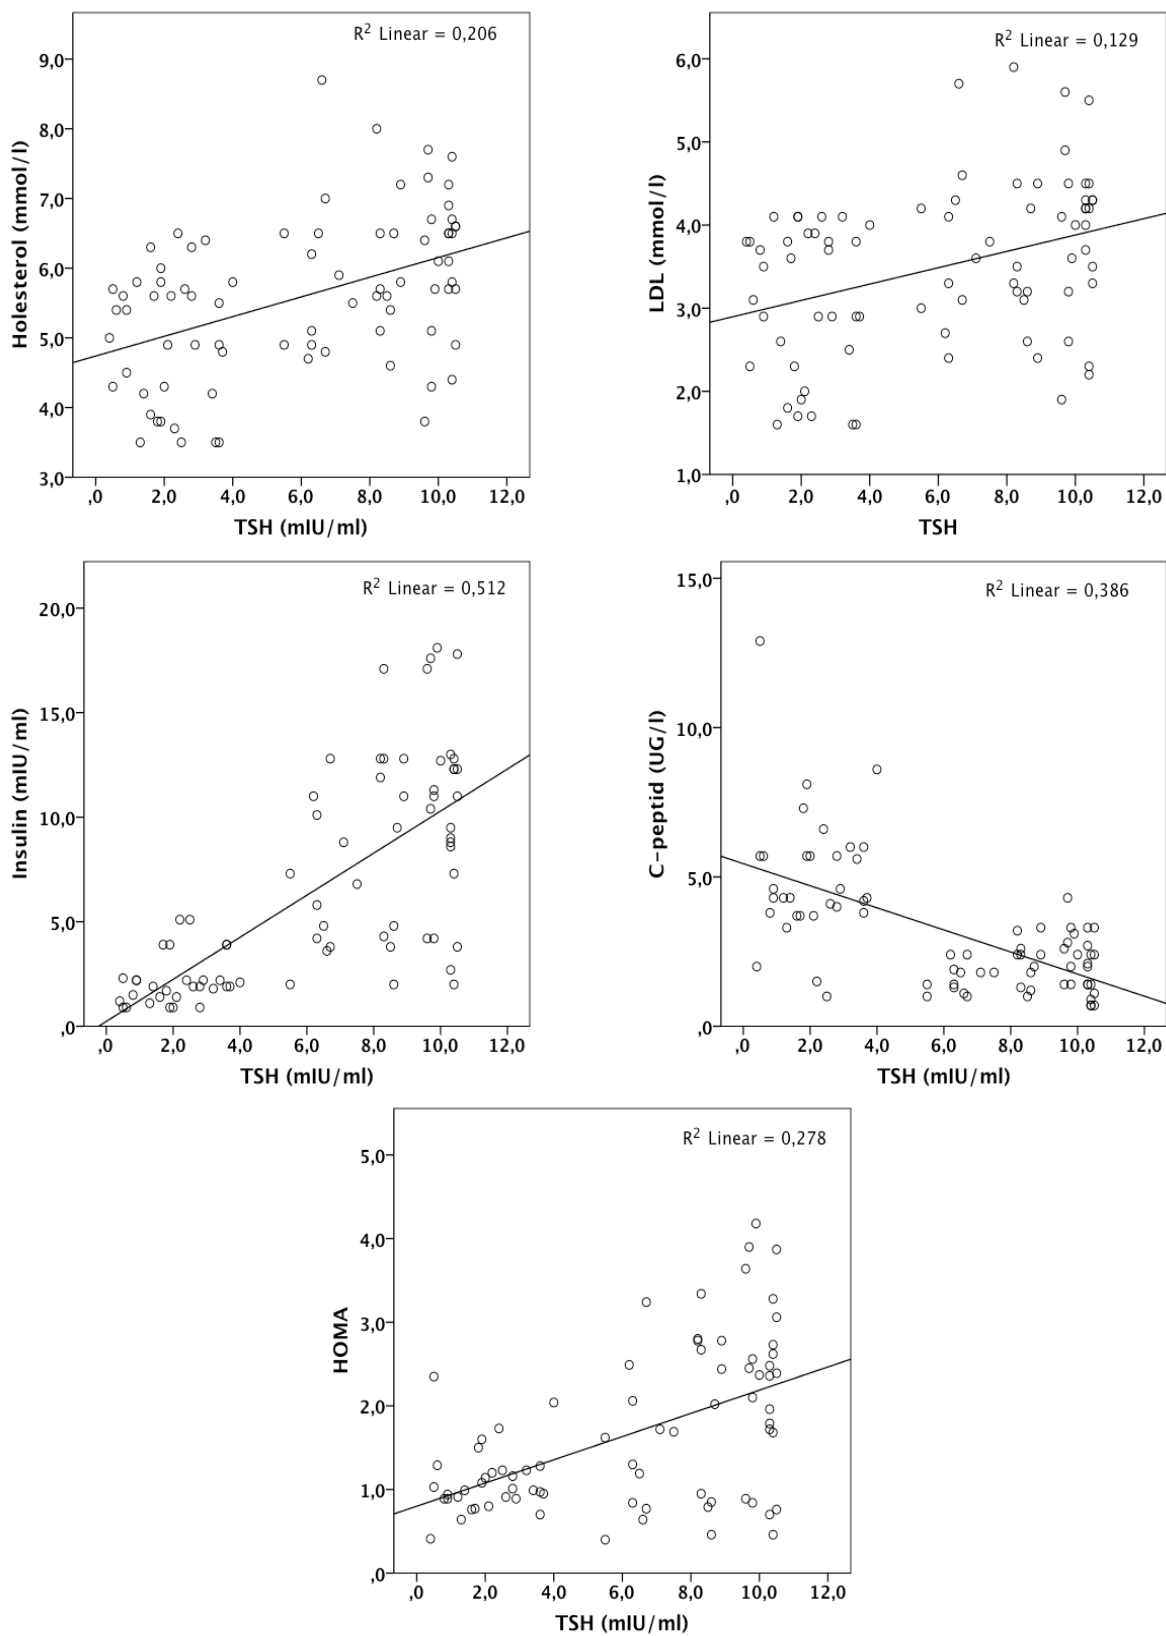 R² Linear = 0,206
Holesterol (mmol/l)
9,0
8,0
7,0
6,0
5,0
4,0
3,0
,0 2,0 4,0 6,0 8,0 10,0 12,0
TSH (mIU/ml)
R² Linear = 0,129
LDL (mmol/l)
6,0
5,0
4,0
3,0
2,0
1,0
,0 2,0 4,0 6,0 8,0 10,0 12,0
TSH
R² Linear = 0,512
Insulin (mIU/ml)
20,0
15,0
10,0
5,0
,0
,0 2,0 4,0 6,0 8,0 10,0 12,0
TSH (mIU/ml)
R² Linear = 0,386
C-peptid (UG/l)
15,0
10,0
5,0
,0
,0 2,0 4,0 6,0 8,0 10,0 12,0
TSH (mIU/ml)
R² Linear = 0,278
HOMA
5,0
4,0
3,0
2,0
1,0
,0
,0 2,0 4,0 6,0 8,0 10,0 12,0
TSH (mIU/ml)